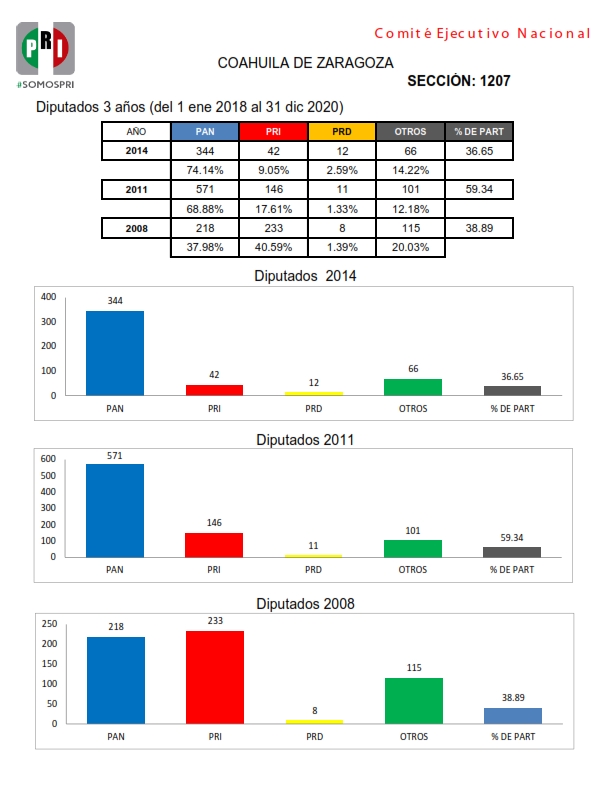 Comité Ejecutivo Nacional
PRI
#SOMOSPRI
COAHUILA DE ZARAGOZA
SECCIÓN: 1207
Diputados 3 años (del 1 ene 2018 al 31 dic 2020)
AÑO PAN PRI PRD OTROS % DE PART
2014 344 42 12 66 36.65
74.14% 9.05% 2.59% 14.22%
2011 571 146 11 101 59.34
68.88% 17.61% 1.33% 12.18%
2008 218 233 8 115 38.89
37.98% 40.59% 1.39% 20.03%
Diputados 2014
400
344
300
200
100
42
12
66
36.65
0
PAN PRI PRD OTROS % DE PART
Diputados 2011
600
571
500
400
300
200
146
100
11
101
59.34
0
PAN PRI PRD OTROS % DE PART
Diputados 2008
250
218
233
200
150
115
100
50
8
38.89
0
PAN PRI PRD OTROS % DE PART